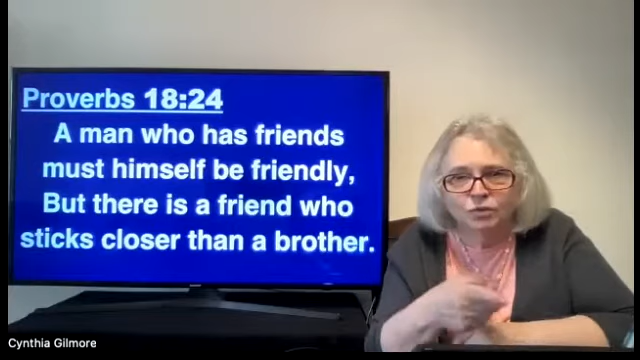 Proverbs 18:24
A man who has friends
must himself be friendly,
But there is a friend who
sticks closer than a brother.
Cynthia Gilmore